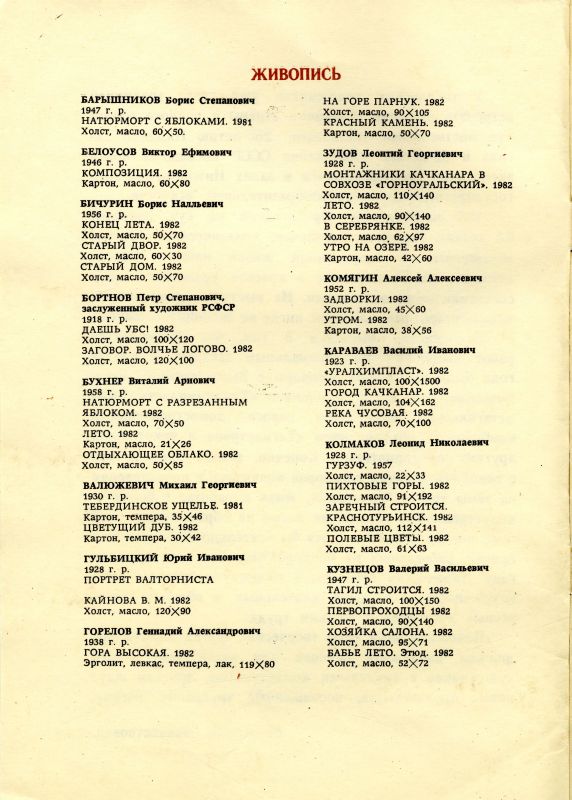 ЖИВОПИСЬ
БАРЫШНИКОВ Борис Степанович
1947 г. р.
НАТЮРМОРТ С ЯБЛОКАМИ. 1981
Холст, масло, 60×50.
БЕЛОУСОВ Виктор Ефимович
1946 г. р.
КОМПОЗИЦИЯ. 1982
Картон, масло, 60×80
БИЧУРИН БорисНалльевич
1956 г. р.
КОНЕЦ ЛЕТА. 1982
Холст, масло, 50×70
СТАРЫЙ ДВОР. 1982
Холст, масло, 60×30
СТАРЫЙ ДОМ. 1982
Холст, масло, 50×70
БОРТНОВ Петр Степанович,
заслуженный художник РСФСР
1918 г. р.
ДАЕШЬ УБС! 1982
Холст, масло, 100×120
ЗАГОВОР. ВОЛЧЬЕ ЛОГОВО. 1982
Холст, масло, 120×100
БУХНЕР Виталий Арнович
1958 г. р.
НАТЮРМОРТ С РАЗРЕЗАННЫМ
ЯБЛОКОМ. 1982
Холст, масло, 70×50
ЛЕТО. 1982
Картон, масло, 21×26
ОТДЫХАЮЩЕЕ ОБЛАКО. 1982
Холст, масло, 50×85
ВАЛЮЖЕВИЧ Михаил Георгиевич
1930 г. р.
ТЕБЕРДИНСКОЕ УЩЕЛЬЕ. 1981
Картон, темпера, 35×46
ЦВЕТУЩИЙ ДУБ. 1982
Картон, темпера, 30×42
ГУЛЬБИЦКИЙ Юрий Иванович
1928 г. р.
ПОРТРЕТ ВАЛТОРНИСТА
КАЙНОВА В. М. 1982
Холст, масло, 120×90
ГОРЕЛОВ Геннадий Александрович
1938 г. р.
ГОРА ВЫСОКАЯ. 1982
Эрголит, левкас, темпера, лак, 119×80
НА ГОРЕ ПАРНУК. 1982
Холст, масло, 90×105
КРАСНЫЙ КАМЕНЬ. 1982
Картон, масло, 50×70
ЗУДОВ Леонтий Георгиевич
1928 г. р.
МОНТАЖНИКИ КАЧКАНАРА В
СОВХОЗЕ «ГОРНОУРАЛЬСКИЙ». 1982
Холст, масло, 110×140
ЛЕТО. 1982
Холст, масло, 90×140
В СЕРЕБРЯНКЕ. 1982
Холст, масло, 62×97
УТРО НА ОЗЕРЕ. 1982
Картон, масло, 42×60
КОМЯГИН Алексей Алексеевич
1952 г. р.
ЗАДВОРКИ. 1982
Холст, масло, 45×60
УТРОМ. 1982
Картон, масло, 38×56
КАРАВАЕВ Василий Иванович
1923 г. р.
«УРАЛХИМПЛАСТ». 1982
Холст, масло, 100×1500
ГОРОД КАЧКАНАР. 1982
Холст, масло, 104×162
РЕКА ЧУСОВАЯ. 1982
Холст, масло, 70×100
КОЛМАКОВ Леонид Николаевич
1928 г. р.
ГУРЗУФ. 1957
Холст, масло, 22×33
ПИХТОВЫЕ ГОРЫ. 1982
Холст, масло, 91×192
ЗАРЕЧНЫЙ СТРОИТСЯ.
КРАСНОТУРЬИНСК. 1982
Холст, масло, 112×141
ПОЛЕВЫЕ ЦВЕТЫ. 1982
Холст, масло, 61×63
КУЗНЕЦОВ Валерий Васильевич
1947 г. р.
ТАГИЛ СТРОИТСЯ. 1982
Холст, масло, 100×150
ПЕРВОПРОХОДЦЫ 1982
Холст, масло, 90×140
ХОЗЯЙКА САЛОНА. 1982
Холст, масло, 95×71
БАБЬЕ ЛЕТО. Этюд. 1982
Холст, масло, 52×72